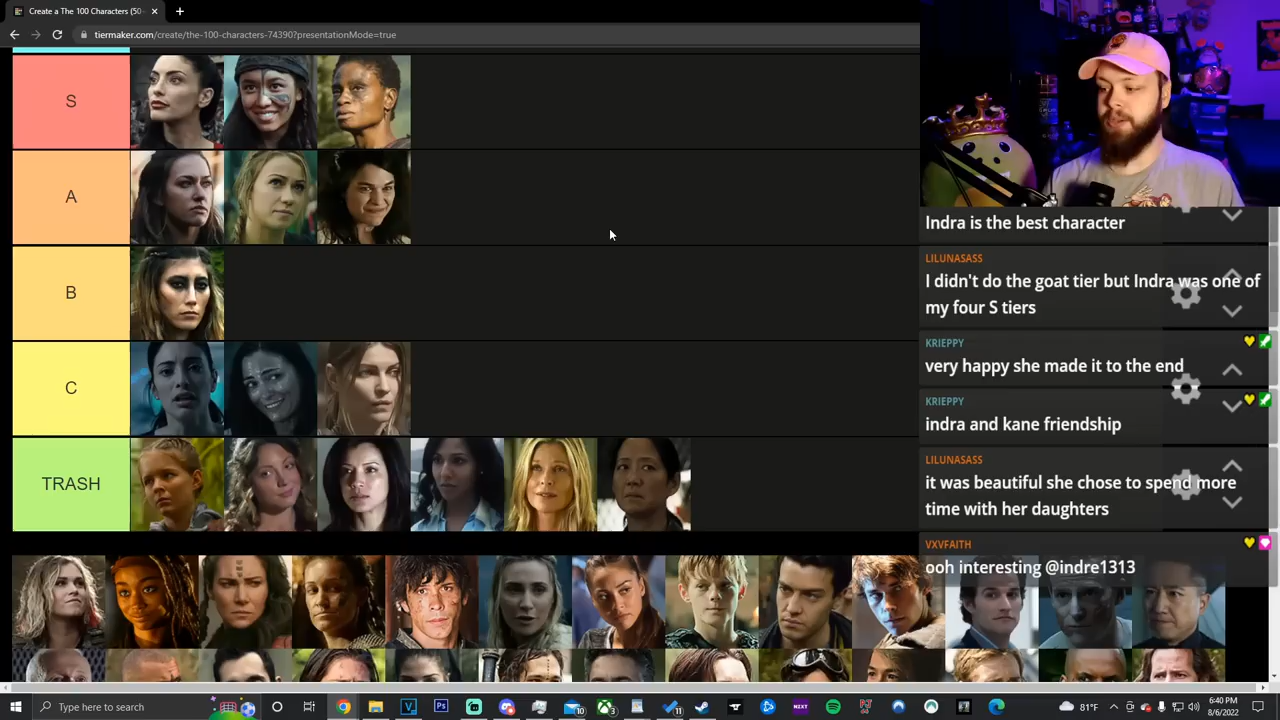 Create a The 100 Characters (50-
tiermaker.com/create/the-100-characters-74390?presentationMode=true
S
A
B
C
TRASH
Indra is the best character
LILUNASASS
I didn't do the goat tier but Indra was one of
my four S tiers
KRIEPPY
very happy she made it to the end
KRIEPPY
indra and kane friendship
LILUNASASS
it was beautiful she chose to spend more
time with her daughters
VXVFAITH
ooh interesting @indre1313
Type here to search
10
3
11
NZXT
81°F
6:40 PM
8/6/2022